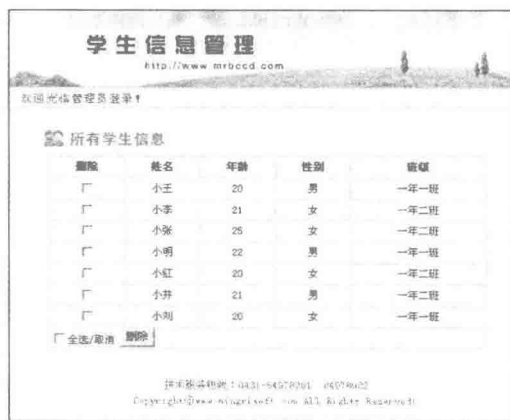 学生信息管理
http://www.mrbccd.com
欢迎光临管理员登录！
所有学生信息
删除 姓名 年龄 性别 班级
小王 20 男 一年一班
小李 21 女 一年二班
小张 25 女 一年二班
小明 22 男 一年一班
小红 20 女 一年二班
小井 21 男 一年二班
小刘 20 女 一年一班
全选/取消 删除
All Rights Reserved!